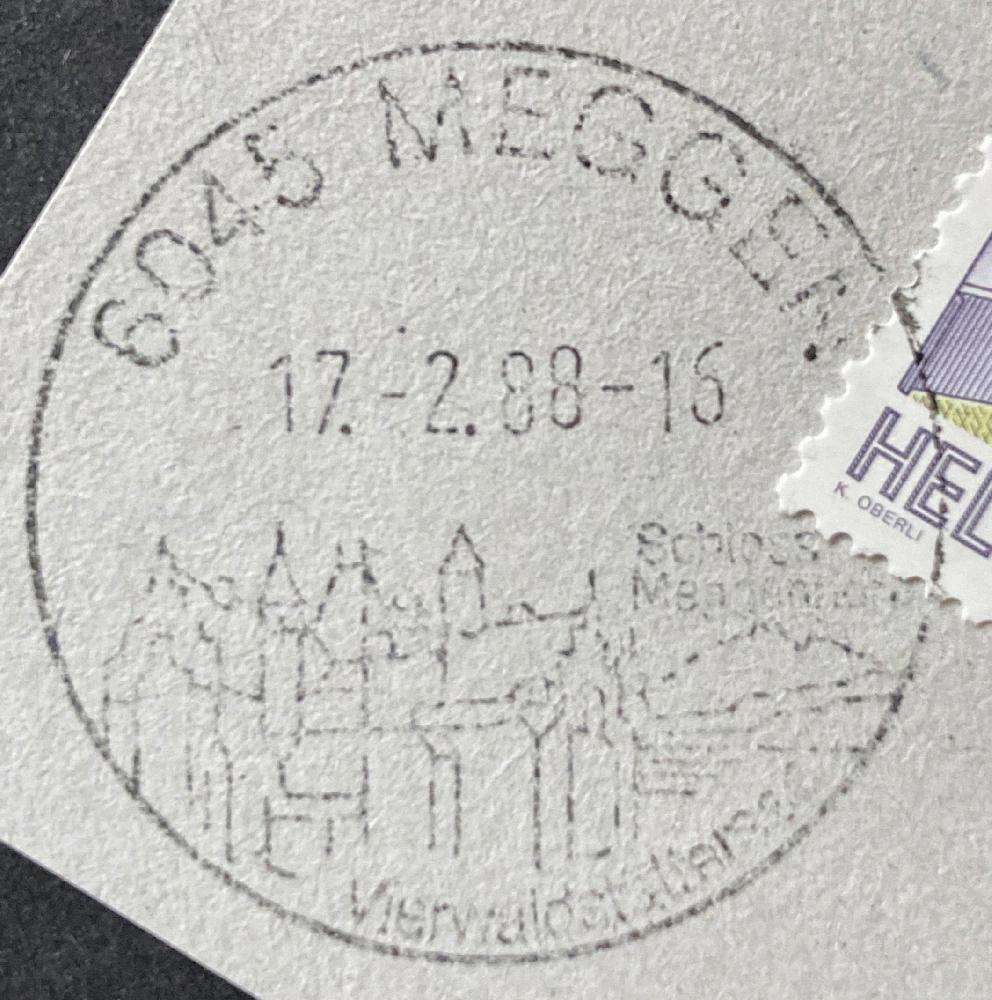 6045 MEGGEN
17.-2.88-16
Schloss
Meggenhorn
Vierwaldstättersee
HEL
K. OBERLI